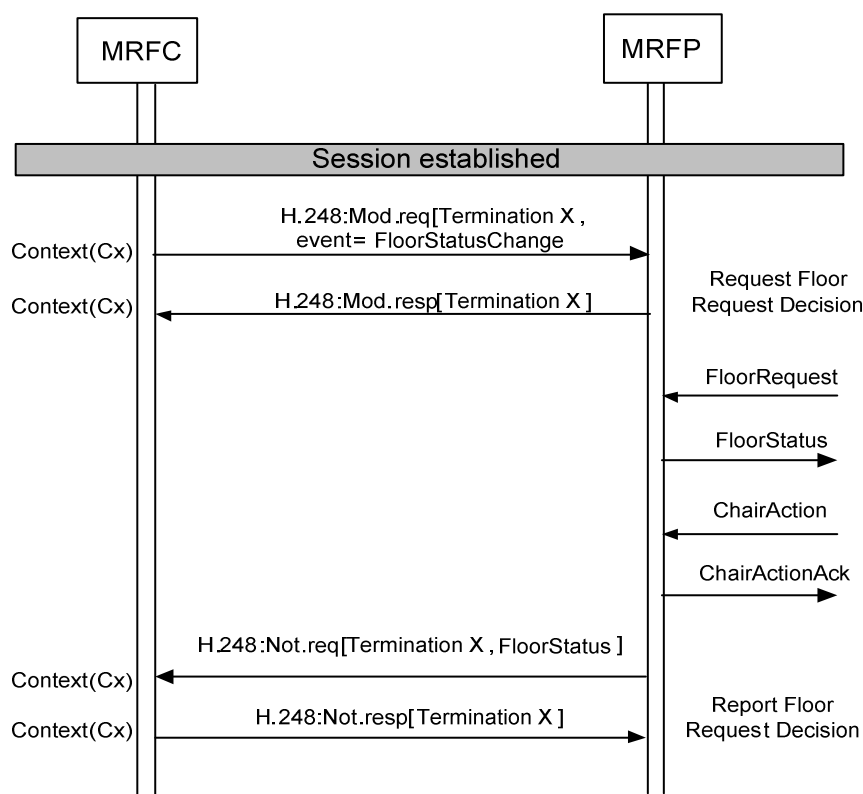 MRFC
MRFP
Session established
H.248:Mod.req[Termination X ,
event= FloorStatusChange
Context(Cx)
Request Floor
Request Decision
H.248:Mod.resp[Termination X ]
Context(Cx)
FloorRequest
FloorStatus
ChairAction
ChairActionAck
H.248:Not.req[Termination X , FloorStatus ]
Context(Cx)
Report Floor
Request Decision
H.248:Not.resp[Termination X ]
Context(Cx)